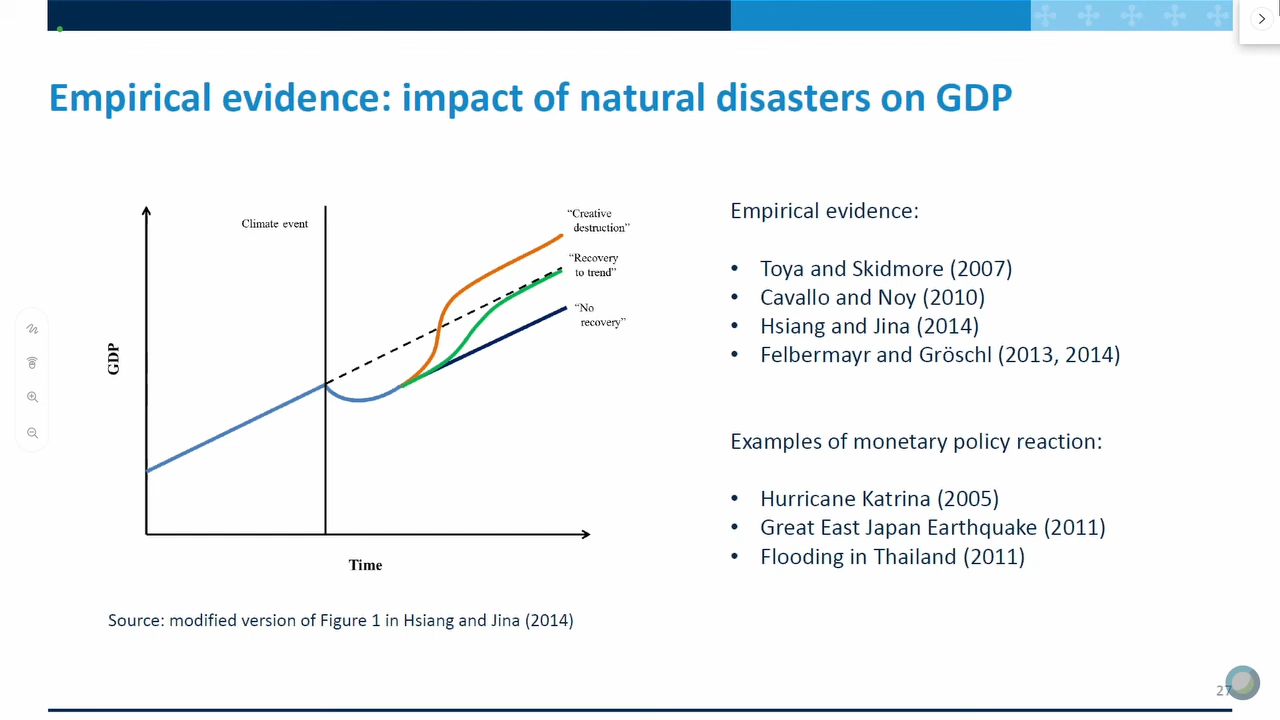 Empirical evidence: impact of natural disasters on GDP
Climate event
“Creative
destruction”
“Recovery
to trend”
“No
recovery”
GDP
Time
Source: modified version of Figure 1 in Hsiang and Jina (2014)
Empirical evidence:
• Toya and Skidmore (2007)
• Cavallo and Noy (2010)
• Hsiang and Jina (2014)
• Felbermayr and Gröschl (2013, 2014)
Examples of monetary policy reaction:
• Hurricane Katrina (2005)
• Great East Japan Earthquake (2011)
• Flooding in Thailand (2011)
27